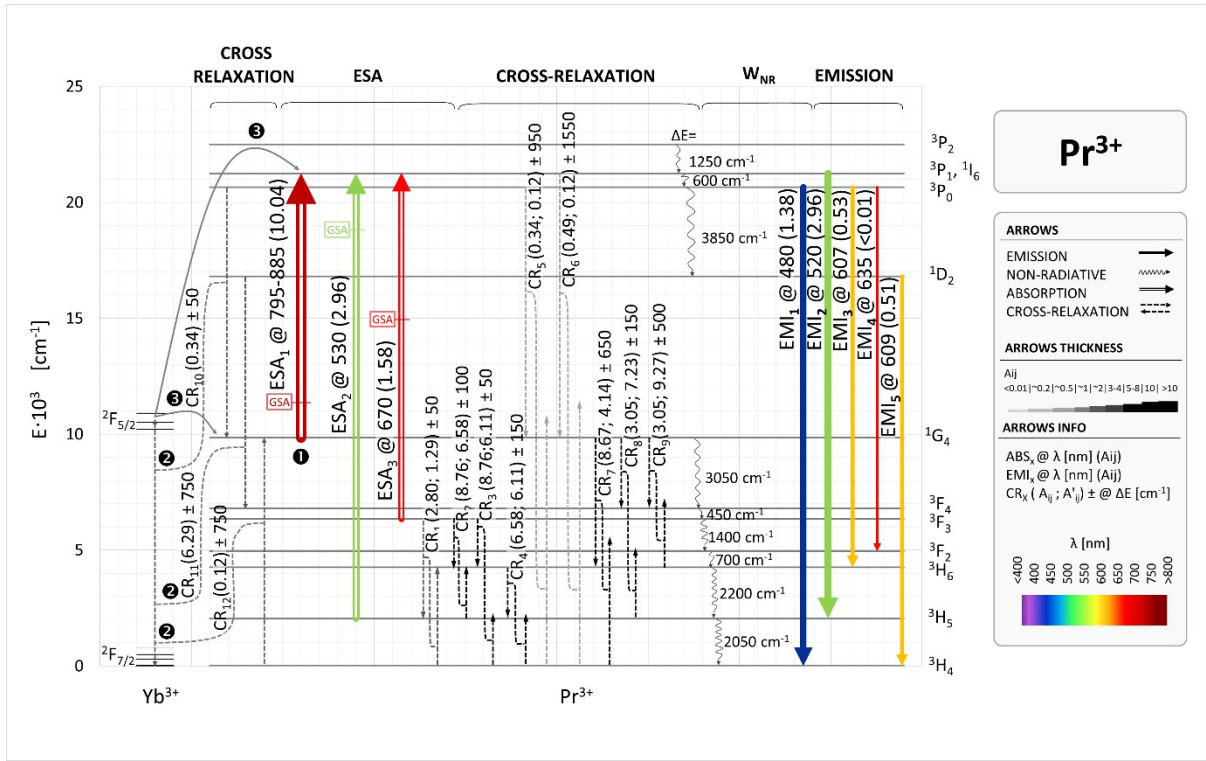 CROSS
RELAXATION
ESA
CROSS-RELAXATION
W_NR
EMISSION
25
20
15
10
5
0
E·10³ [cm⁻¹]
²F₅/₂
²F₇/₂
Yb³⁺
Pr³⁺
❸
❸
❷
❷
❷
❶
CR₁₀ (0.34) ± 50
CR₁₁ (6.29) ± 750
CR₁₂ (0.12) ± 750
ESA₁ @ 795-885 (10.04)
GSA
ESA₂ @ 530 (2.96)
GSA
ESA₃ @ 670 (1.58)
GSA
CR₁ (2.80; 1.29) ± 50
CR₂ (8.76; 6.58) ± 100
CR₃ (8.76;6.11) ± 50
CR₄ (6.58; 6.11) ± 150
CR₅ (0.34; 0.12) ± 950
CR₆ (0.49; 0.12) ± 1550
CR₇ (8.67; 4.14) ± 650
CR₈ (3.05; 7.23) ± 150
CR₉ (3.05; 9.27) ± 500
ΔE=
1250 cm⁻¹
600 cm⁻¹
3850 cm⁻¹
3050 cm⁻¹
450 cm⁻¹
1400 cm⁻¹
700 cm⁻¹
2200 cm⁻¹
2050 cm⁻¹
EMI₁ @ 480 (1.38)
EMI₂ @ 520 (2.96)
EMI₃ @ 607 (0.53)
EMI₄ @ 635 (<0.01)
EMI₅ @ 609 (0.51)
³P₂
³P₁, ¹I₆
³P₀
¹D₂
¹G₄
³F₄
³F₃
³F₂
³H₆
³H₅
³H₄
Pr³⁺
ARROWS
EMISSION
NON-RADIATIVE
ABSORPTION
CROSS-RELAXATION
ARROWS THICKNESS
Aij
<0.01|~0.2|~0.5|~1|~2|3-4|5-8|10| >10
ARROWS INFO
ABSₓ @ λ [nm] (Aij)
EMIₓ @ λ [nm] (Aij)
CRₓ ( Aᵢⱼ ; A'ᵢⱼ) ± @ ΔE [cm⁻¹]
λ [nm]
<400
400
450
500
550
600
650
700
750
>800